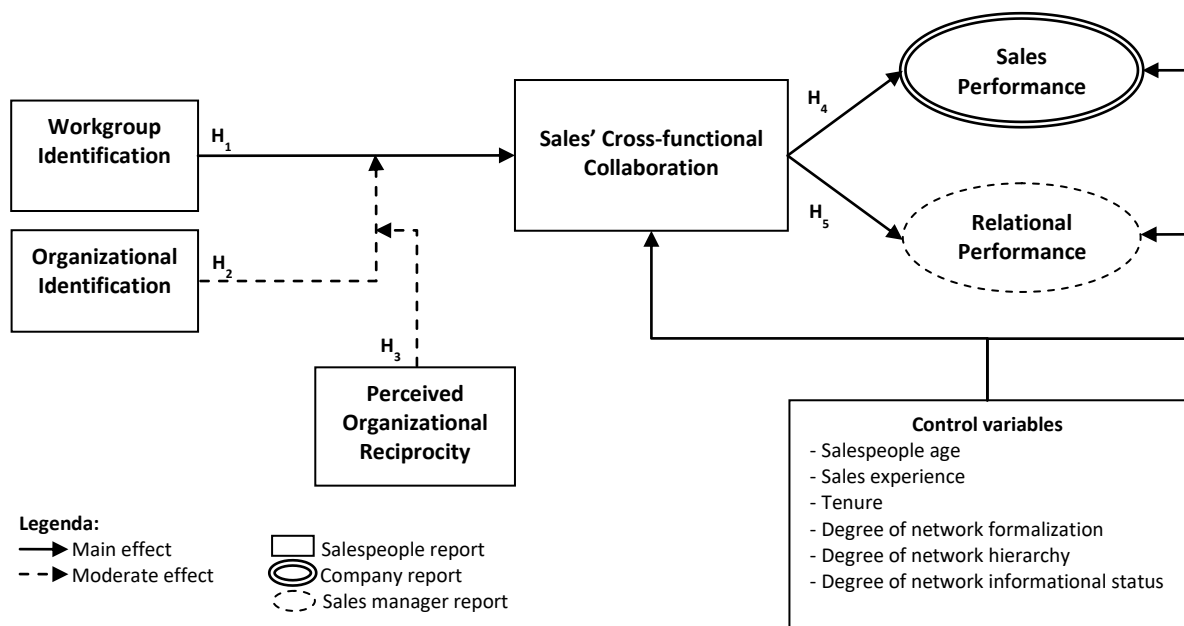 Workgroup
Identification
H1
Organizational
Identification
H2
H3
Perceived
Organizational
Reciprocity
Sales' Cross-functional
Collaboration
H4
H5
Sales
Performance
Relational
Performance
Control variables
- Salespeople age
- Sales experience
- Tenure
- Degree of network formalization
- Degree of network hierarchy
- Degree of network informational status
Legenda:
Main effect
Moderate effect
Salespeople report
Company report
Sales manager report